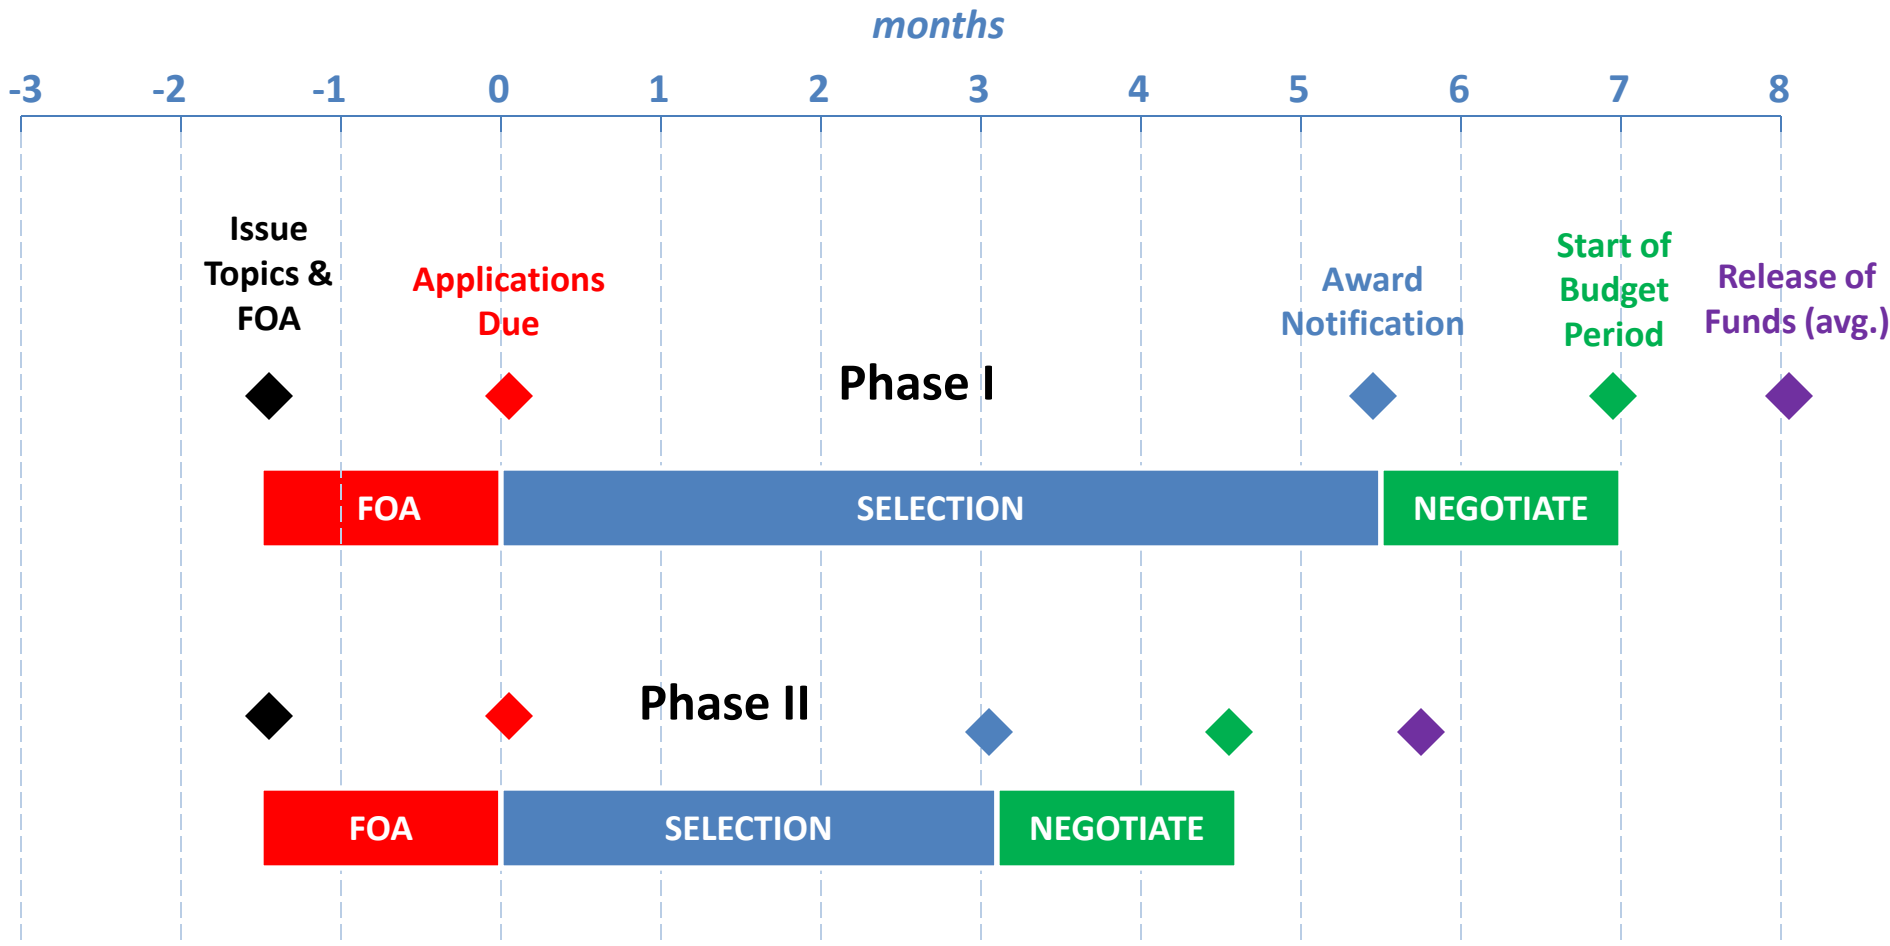 months
-3 -2 -1 0 1 2 3 4 5 6 7 8
Issue
Topics &
FOA
Applications
Due
Award
Notification
Start of
Budget
Period
Release of
Funds (avg.)
Phase I
FOA SELECTION NEGOTIATE
Phase II
FOA SELECTION NEGOTIATE